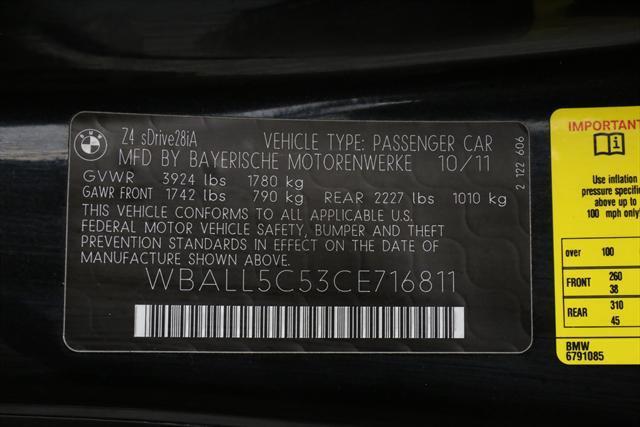 BMW
Z4 sDrive28iA VEHICLE TYPE: PASSENGER CAR
MFD BY BAYERISCHE MOTORENWERKE 10/11
GVWR 3924 lbs 1780 kg
GAWR FRONT 1742 lbs 790 kg REAR 2227 lbs 1010 kg
THIS VEHICLE CONFORMS TO ALL APPLICABLE U.S.
FEDERAL MOTOR VEHICLE SAFETY, BUMPER AND THEFT
PREVENTION STANDARDS IN EFFECT ON THE DATE OF
MANUFACTURE SHOWN ABOVE.
WBALL5C53CE716811
2 122 606
IMPORTANT
Use inflation
pressure specified
above up to
100 mph only!
over 100
FRONT 260
38
REAR 310
45
BMW
6791085